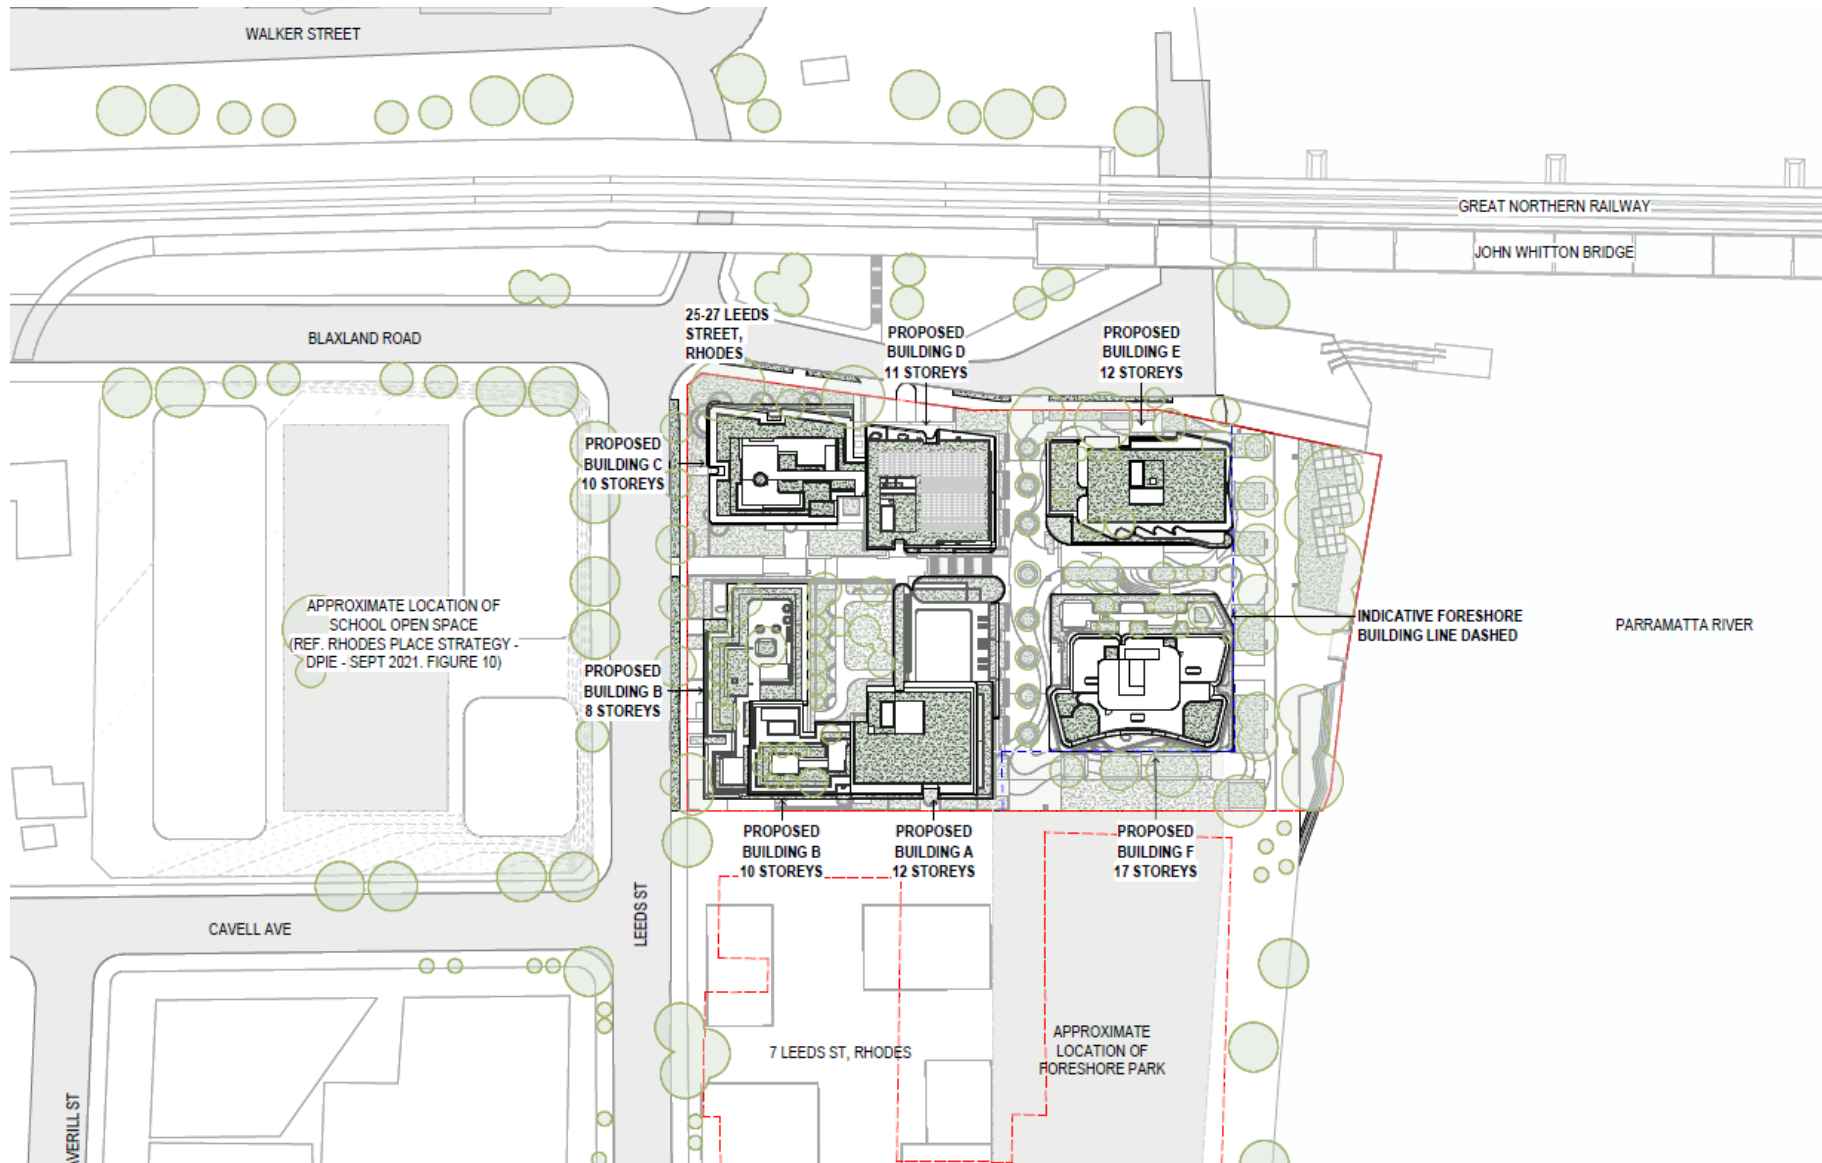 WALKER STREET
GREAT NORTHERN RAILWAY
JOHN WHITTON BRIDGE
BLAXLAND ROAD
25-27 LEEDS
STREET,
RHODES
PROPOSED
BUILDING D
11 STOREYS
PROPOSED
BUILDING E
12 STOREYS
PROPOSED
BUILDING C
10 STOREYS
APPROXIMATE LOCATION OF
SCHOOL OPEN SPACE
(REF. RHODES PLACE STRATEGY -
DPIE - SEPT 2021. FIGURE 10)
PROPOSED
BUILDING B
8 STOREYS
INDICATIVE FORESHORE
BUILDING LINE DASHED
PARRAMATTA RIVER
PROPOSED
BUILDING B
10 STOREYS
PROPOSED
BUILDING A
12 STOREYS
PROPOSED
BUILDING F
17 STOREYS
CAVELL AVE
LEEDS ST
7 LEEDS ST, RHODES
APPROXIMATE
LOCATION OF
FORESHORE PARK
AVERILL ST